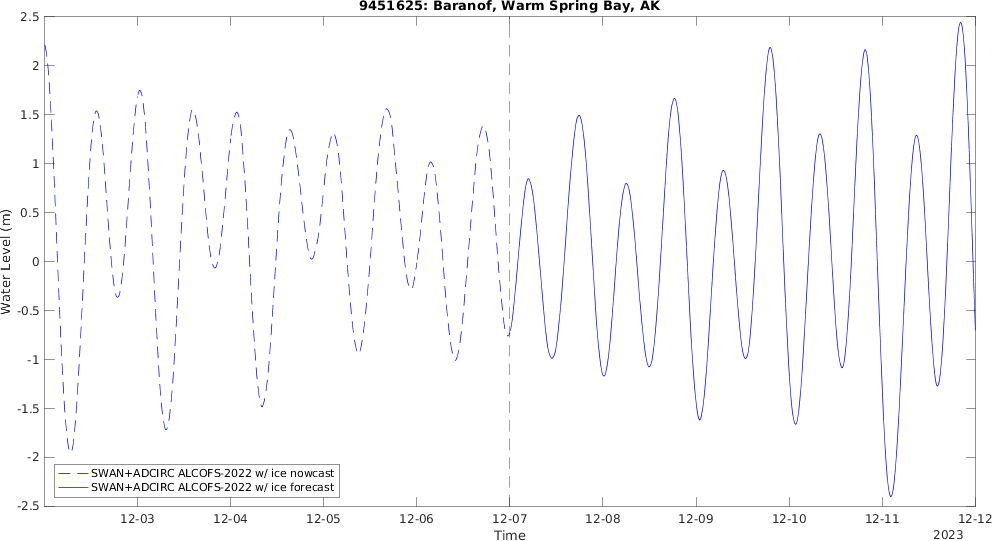 9451625: Baranof, Warm Spring Bay, AK
Water Level (m)
2.5
2
1.5
1
0.5
0
-0.5
-1
-1.5
-2
-2.5
SWAN+ADCIRC ALCOFS-2022 w/ ice nowcast
SWAN+ADCIRC ALCOFS-2022 w/ ice forecast
12-03 12-04 12-05 12-06 12-07 12-08 12-09 12-10 12-11 12-12
Time
2023